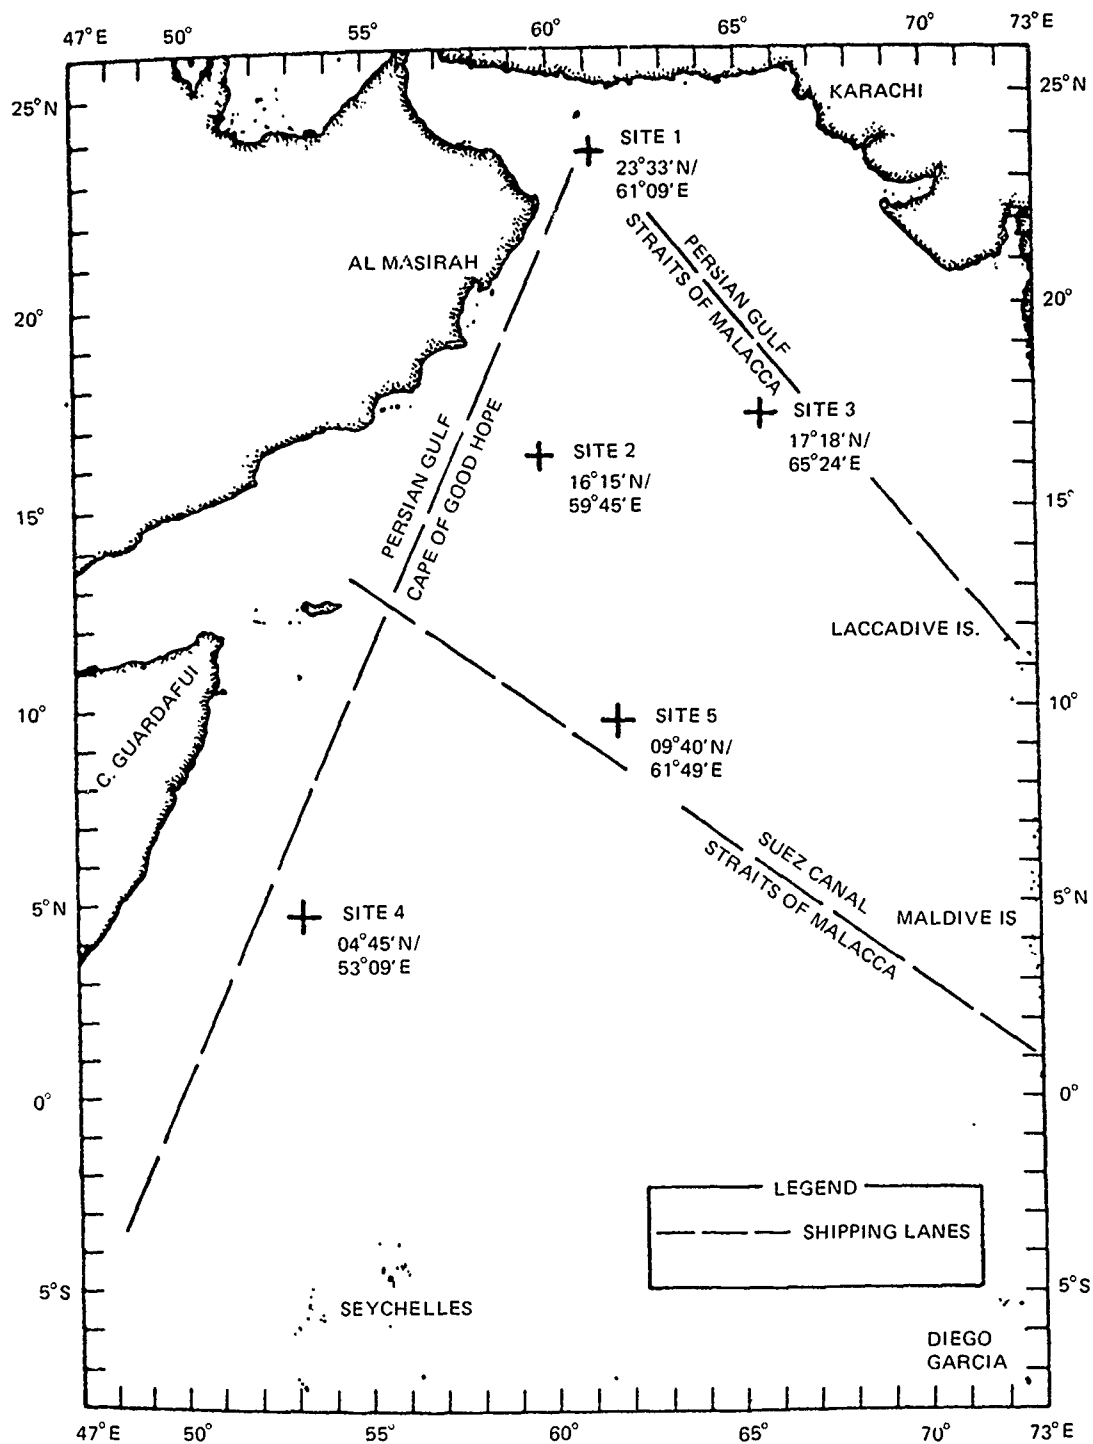 47°E 50° 55° 60° 65° 70° 73°E
25°N
25°N
KARACHI
SITE 1
23°33'N/
61°09'E
PERSIAN GULF
STRAITS OF MALACCA
AL MASIRAH
20°
20°
SITE 3
17°18'N/
65°24'E
SITE 2
16°15'N/
59°45'E
PERSIAN GULF
CAPE OF GOOD HOPE
15°
15°
LACCADIVE IS.
C. GUARDAFUI
10°N
10°N
SITE 5
09°40'N/
61°49'E
SUEZ CANAL
STRAITS OF MALACCA
5°N
5°N
SITE 4
04°45'N/
53°09'E
MALDIVE IS
0°
0°
LEGEND
SHIPPING LANES
5°S
5°S
SEYCHELLES
DIEGO
GARCIA
47°E 50° 55° 60° 65° 70° 73°E